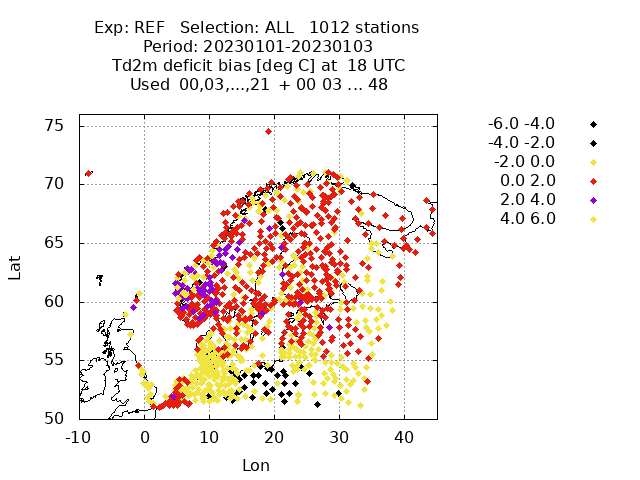 Exp: REF Selection: ALL 1012 stations
Period: 20230101-20230103
Td2m deficit bias [deg C] at 18 UTC
Used 00,03,...,21 + 00 03 ... 48
75
70
65
60
55
50
-10 0 10 20 30 40
Lat
Lon
-6.0 -4.0
-4.0 -2.0
-2.0 0.0
0.0 2.0
2.0 4.0
4.0 6.0